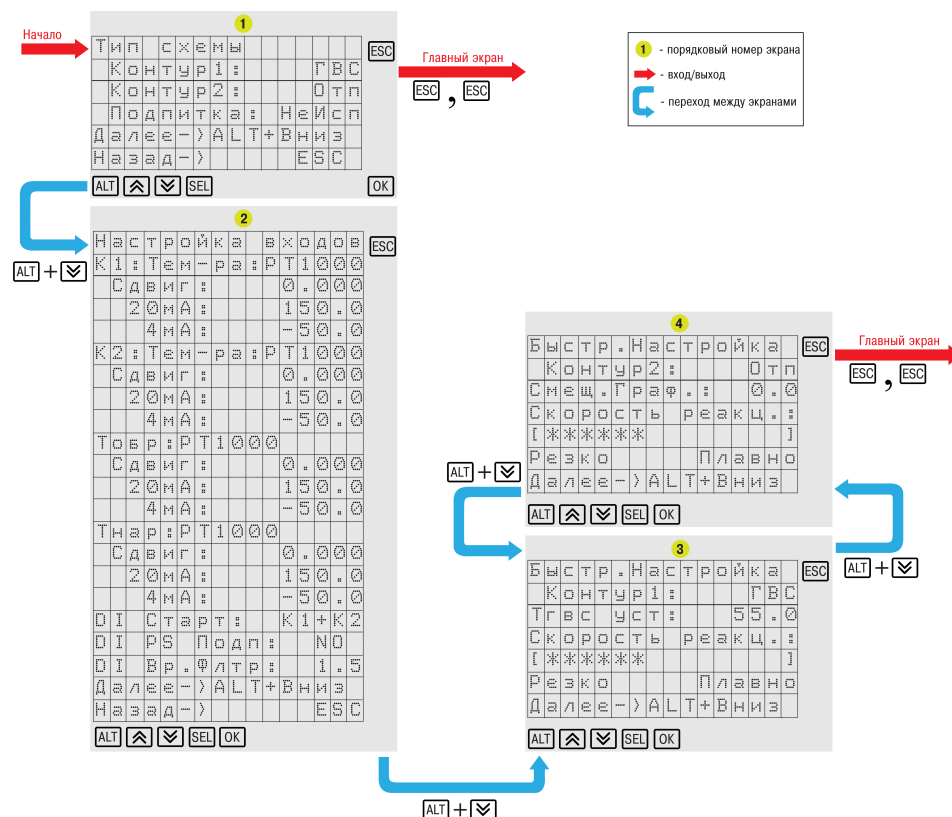 Начало
1
Тип схемы
Контур1: ГВС
Контур2: Отп
Подпитка: НеИсп
Далее->ALT+Вниз
Назад-> ESC
ESC
ALT SEL OK
Главный экран
ESC , ESC
1 - порядковый номер экрана
- вход/выход
- переход между экранами
ALT +
2
Настройка входов
К1:Тем-ра:PT1000
Сдвиг: 0.000
20мА: 150.0
4мА: -50.0
К2:Тем-ра:PT1000
Сдвиг: 0.000
20мА: 150.0
4мА: -50.0
Тобр:PT1000
Сдвиг: 0.000
20мА: 150.0
4мА: -50.0
Тнар:PT1000
Сдвиг: 0.000
20мА: 150.0
4мА: -50.0
DI Старт: К1+К2
DI PS Подп: NO
DI Вр.Флтр: 1.5
Далее->ALT+Вниз
Назад-> ESC
ESC
ALT SEL OK
ALT +
4
Быстр.Настройка
Контур2: Отп
Смещ.Граф.: 0.0
Скорость реакц.:
[****** ]
Резко Плавно
Далее->ALT+Вниз
ESC
ALT SEL OK
Главный экран
ESC , ESC
ALT +
3
Быстр.Настройка
Контур1: ГВС
Тгвс уст: 55.0
Скорость реакц.:
[****** ]
Резко Плавно
Далее->ALT+Вниз
ESC
ALT SEL OK
ALT +